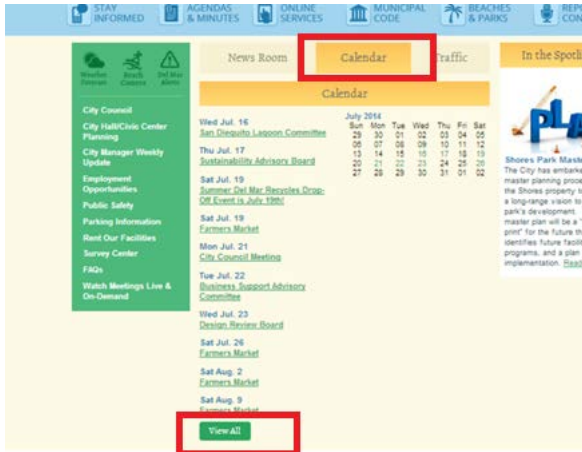 STAY
INFORMED
AGENDAS
& MINUTES
ONLINE
SERVICES
MUNICIPAL
CODE
BEACHES
& PARKS
Weather
Forecast
Beach
Camera
Del Mar
Alerts
City Council
City Hall/Civic Center
Planning
City Manager Weekly
Update
Employment
Opportunities
Public Safety
Parking Information
Rent Our Facilities
Survey Center
FAQs
Watch Meetings Live &
On-Demand
News Room
Calendar
Traffic
Calendar
Wed Jul. 16
San Dieguito Lagoon Committee
Thu Jul. 17
Sustainability Advisory Board
Sat Jul. 19
Summer Del Mar Recycles Drop-
Off Event is July 19th!
Sat Jul. 19
Farmers Market
Mon Jul. 21
City Council Meeting
Tue Jul. 22
Business Support Advisory
Committee
Wed Jul. 23
Design Review Board
Sat Jul. 26
Farmers Market
Sat Aug. 2
Farmers Market
Sat Aug. 9
Farmers Market
View All
July 2014
Sun Mon Tue Wed Thu Fri Sat
29 30 01 02 03 04 05
06 07 08 09 10 11 12
13 14 15 16 17 18 19
20 21 22 23 24 25 26
27 28 29 30 31 01 02
In the Spotli
PLA
Shores Park Maste
The City has embarke
master planning proce
the Shores property to
a long-range vision to
park's development.
master plan will be a "
print" for the future th
identifies future facili
programs, and a plan
implementation. Read